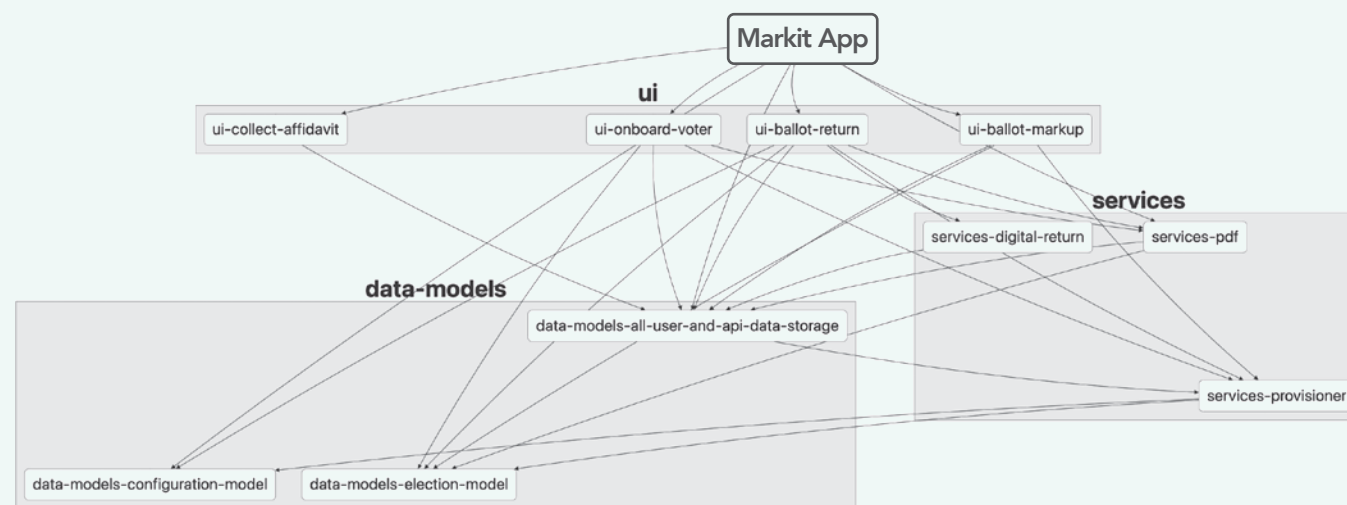 Markit App
ui
ui-collect-affidavit
ui-onboard-voter
ui-ballot-return
ui-ballot-markup
services
services-digital-return
services-pdf
data-models
data-models-all-user-and-api-data-storage
services-provisioner
data-models-configuration-model
data-models-election-model